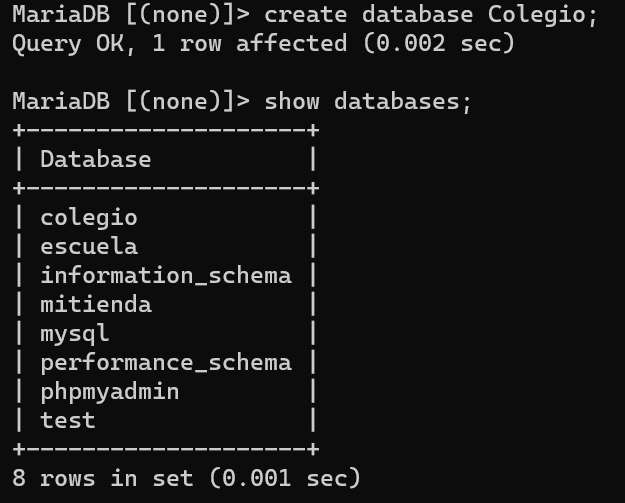 MariaDB [(none)]> create database Colegio;
Query OK, 1 row affected (0.002 sec)

MariaDB [(none)]> show databases;
+--------------------+
| Database           |
+--------------------+
| colegio            |
| escuela            |
| information_schema |
| mitienda           |
| mysql              |
| performance_schema |
| phpmyadmin         |
| test               |
+--------------------+
8 rows in set (0.001 sec)